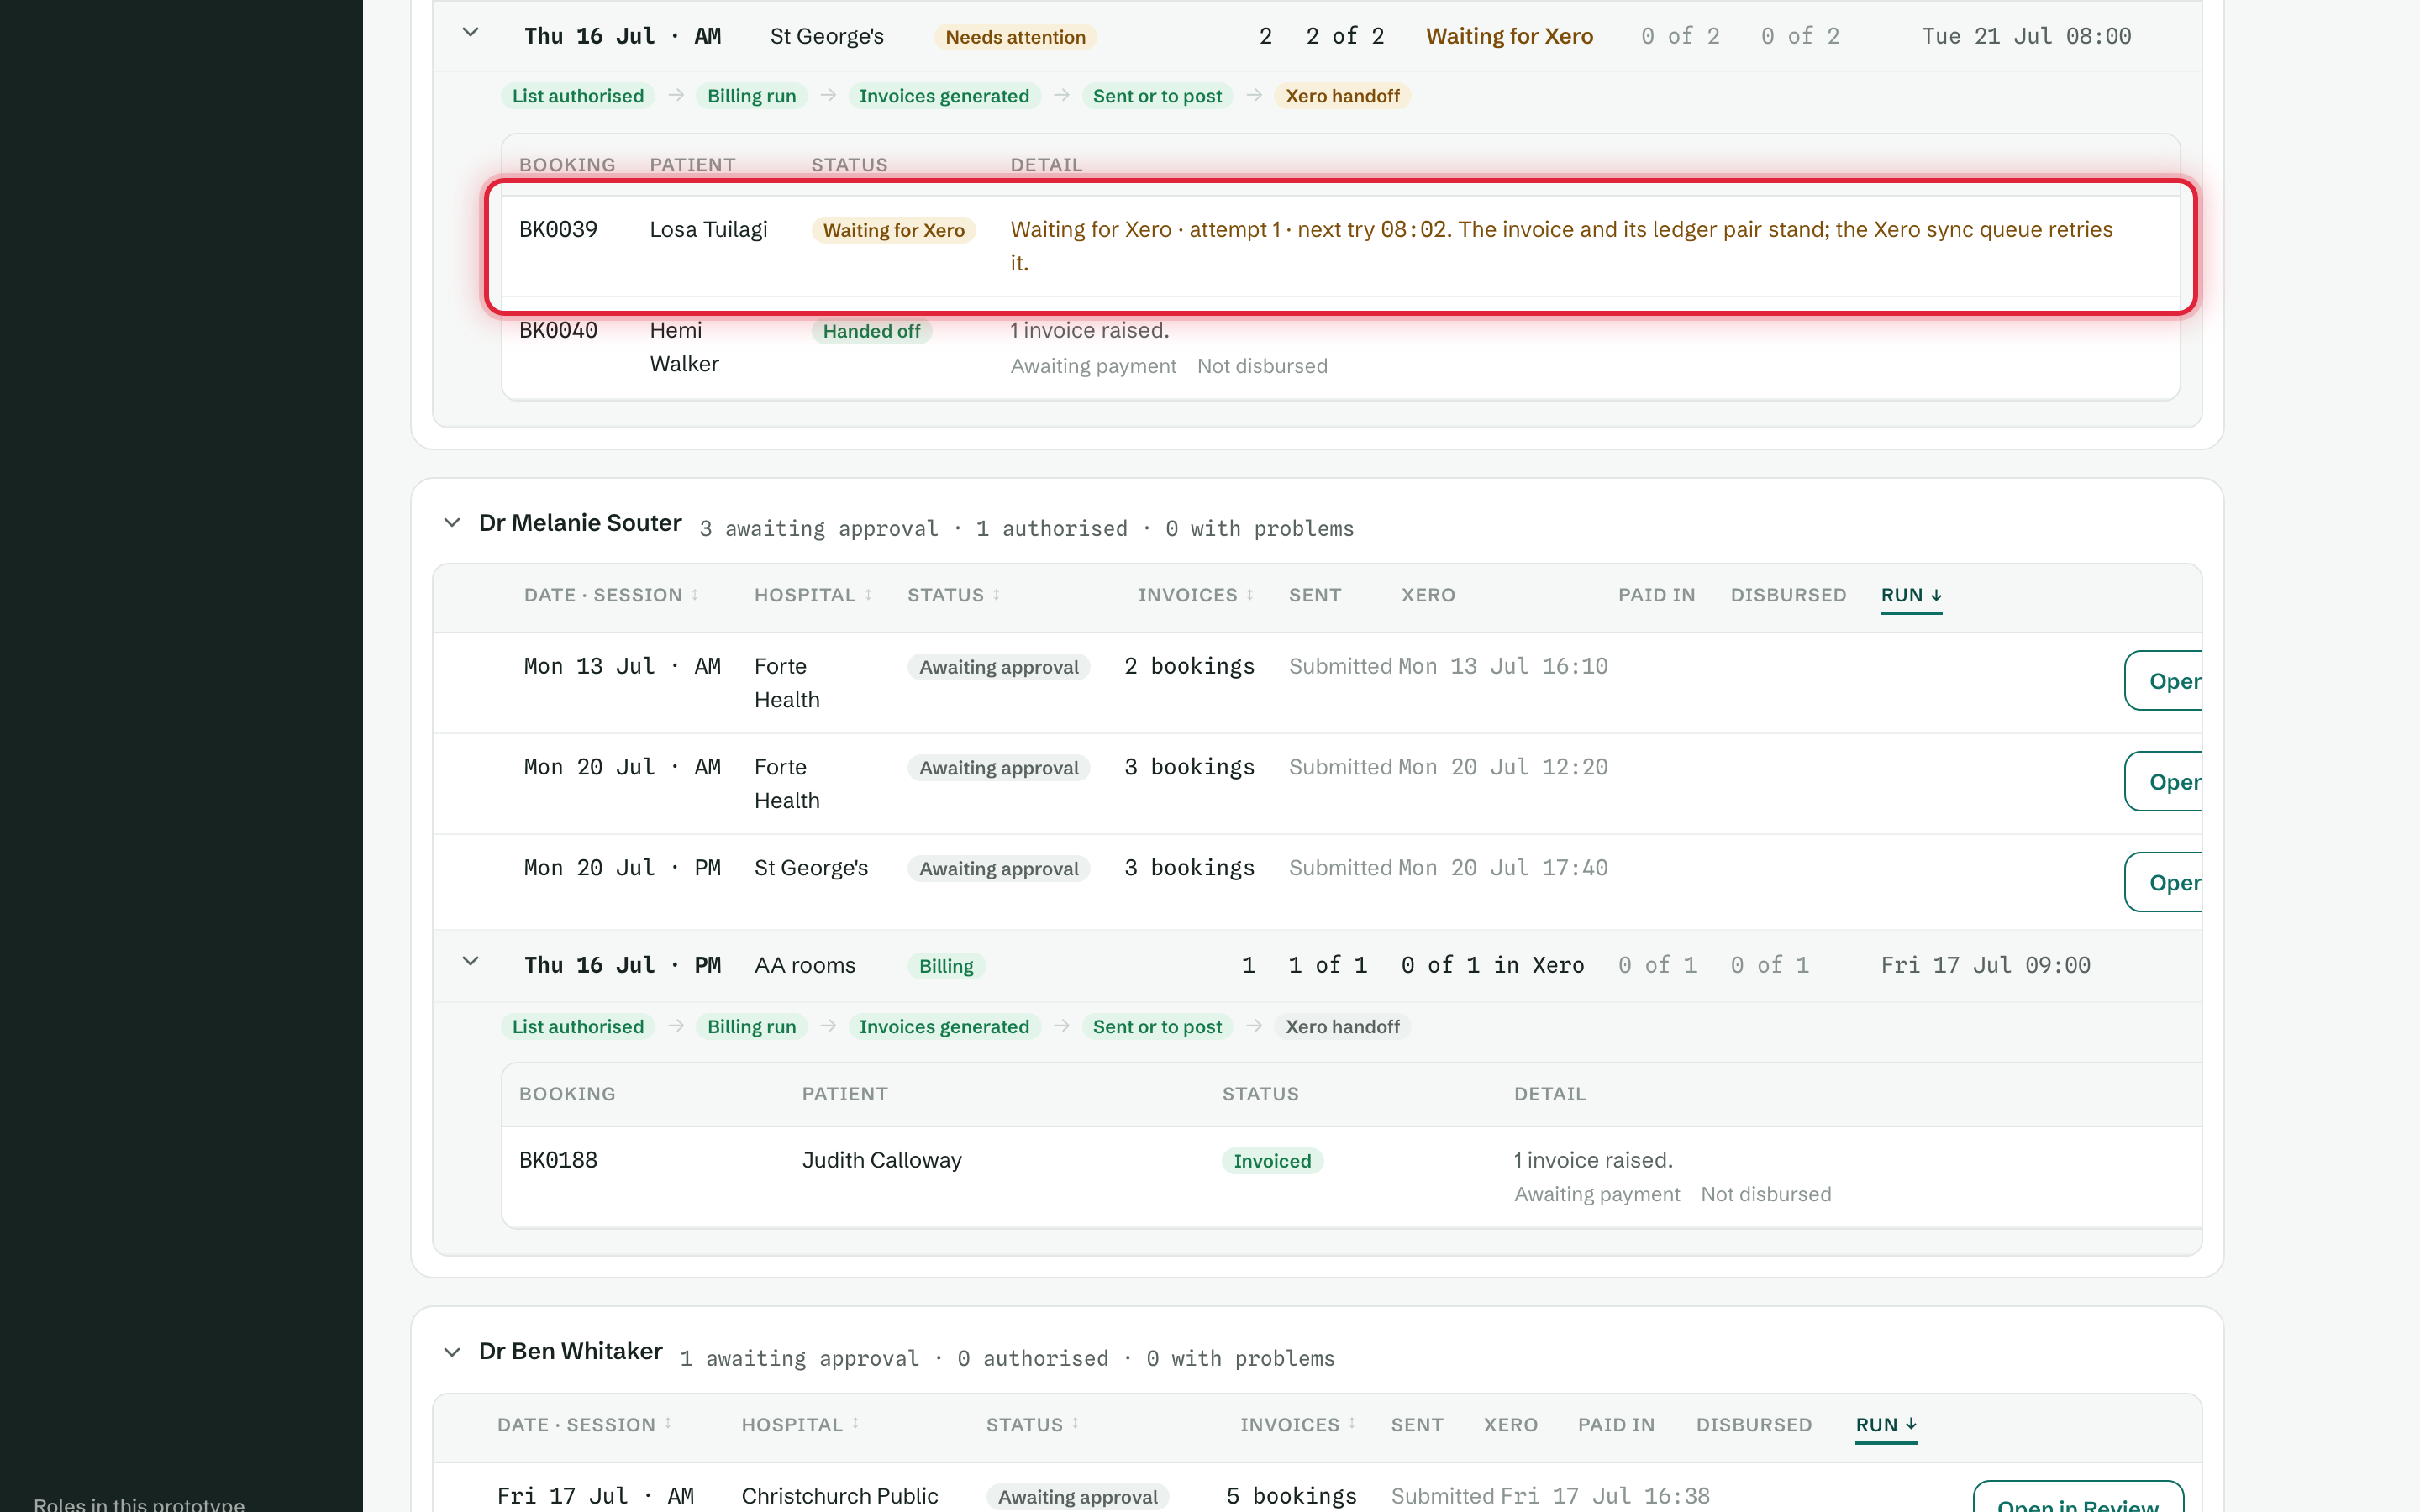 Thu 16 Jul · AM St George's Needs attention 2 2 of 2 Waiting for Xero 0 of 2 0 of 2 Tue 21 Jul 08:00
List authorised → Billing run → Invoices generated → Sent or to post → Xero handoff
BOOKING PATIENT STATUS DETAIL
BK0039 Losa Tuilagi Waiting for Xero Waiting for Xero · attempt 1 · next try 08:02. The invoice and its ledger pair stand; the Xero sync queue retries
it.
BK0040 Hemi Walker Handed off 1 invoice raised.
Awaiting payment Not disbursed
Dr Melanie Souter 3 awaiting approval · 1 authorised · 0 with problems
DATE · SESSION ↕ HOSPITAL ↕ STATUS ↕ INVOICES ↕ SENT XERO PAID IN DISBURSED RUN ↓
Mon 13 Jul · AM Forte Health Awaiting approval 2 bookings Submitted Mon 13 Jul 16:10 Oper
Mon 20 Jul · AM Forte Health Awaiting approval 3 bookings Submitted Mon 20 Jul 12:20 Oper
Mon 20 Jul · PM St George's Awaiting approval 3 bookings Submitted Mon 20 Jul 17:40 Oper
Thu 16 Jul · PM AA rooms Billing 1 1 of 1 0 of 1 in Xero 0 of 1 0 of 1 Fri 17 Jul 09:00
List authorised → Billing run → Invoices generated → Sent or to post → Xero handoff
BOOKING PATIENT STATUS DETAIL
BK0188 Judith Calloway Invoiced 1 invoice raised.
Awaiting payment Not disbursed
Dr Ben Whitaker 1 awaiting approval · 0 authorised · 0 with problems
DATE · SESSION ↕ HOSPITAL ↕ STATUS ↕ INVOICES ↕ SENT XERO PAID IN DISBURSED RUN ↓
Fri 17 Jul · AM Christchurch Public Awaiting approval 5 bookings Submitted Fri 17 Jul 16:38 Open in Review
Roles in this prototype